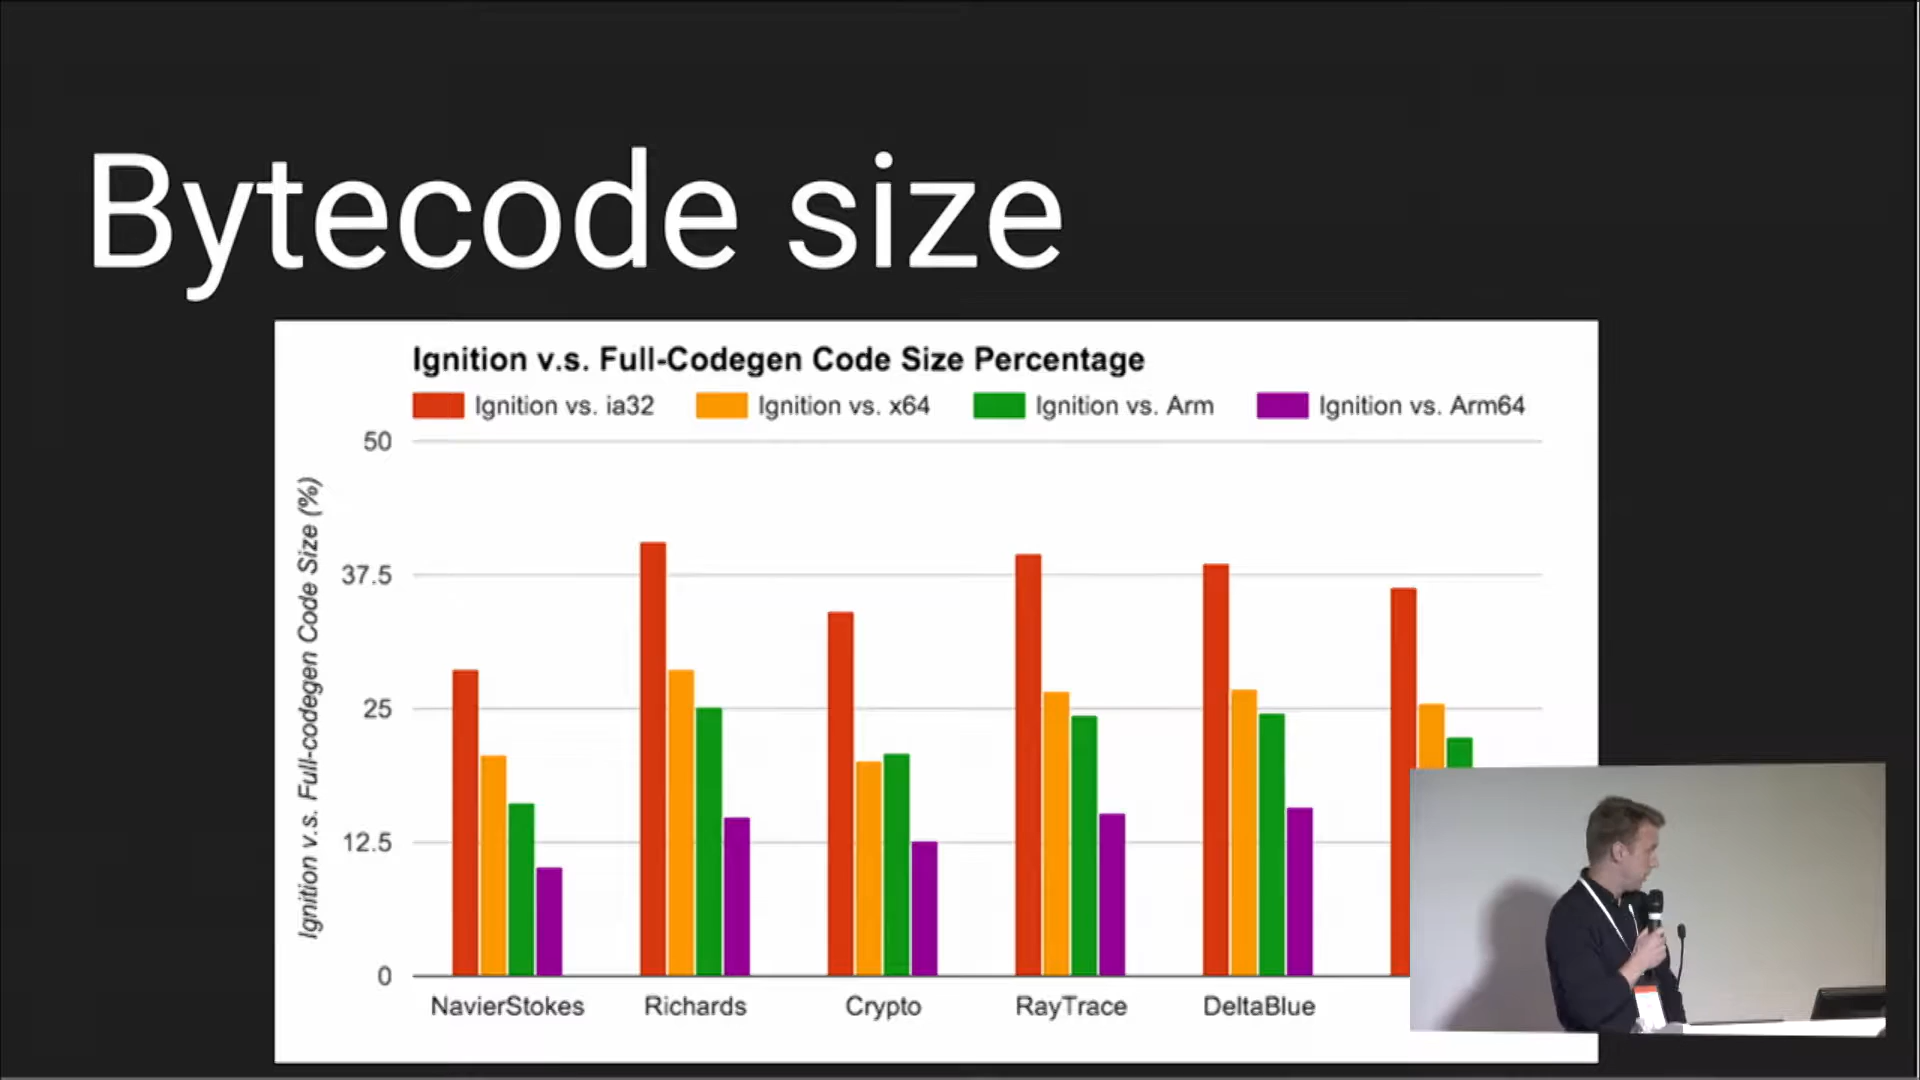 Bytecode size
Ignition v.s. Full-Codegen Code Size Percentage
Ignition vs. ia32 Ignition vs. x64 Ignition vs. Arm Ignition vs. Arm64
Ignition v.s. Full-codegen Code Size (%)
50
37.5
25
12.5
0
NavierStokes Richards Crypto RayTrace DeltaBlue